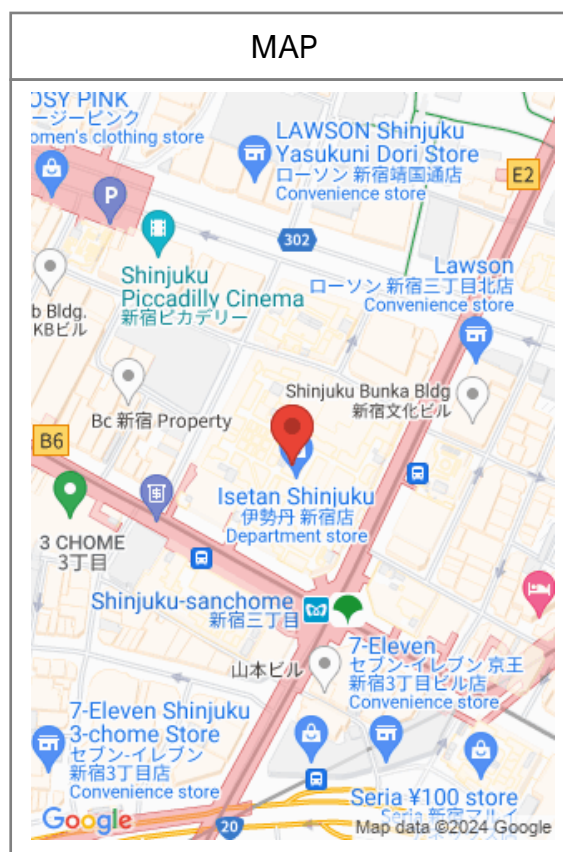 MAP
OSY PINK
ージーピンク
omen's clothing store
P
LAWSON Shinjuku
Yasukuni Dori Store
ローソン 新宿靖国通店
Convenience store
E2
302
Shinjuku
Piccadilly Cinema
新宿ピカデリー
Lawson
ローソン 新宿三丁目北店
Convenience store
b Bldg.
KBビル
Bc 新宿 Property
Shinjuku Bunka Bldg
新宿文化ビル
B6
Isetan Shinjuku
伊勢丹 新宿店
Department store
3 CHOME
3丁目
Shinjuku-sanchome
新宿三丁目
山本ビル
7-Eleven
セブン-イレブン 京王
新宿3丁目ビル店
Convenience store
7-Eleven Shinjuku
3-chome Store
セブン-イレブン
新宿3丁目店
Convenience store
Seria ¥100 store
Seria 新宿マルイ
Google
20
Map data ©2024 Google